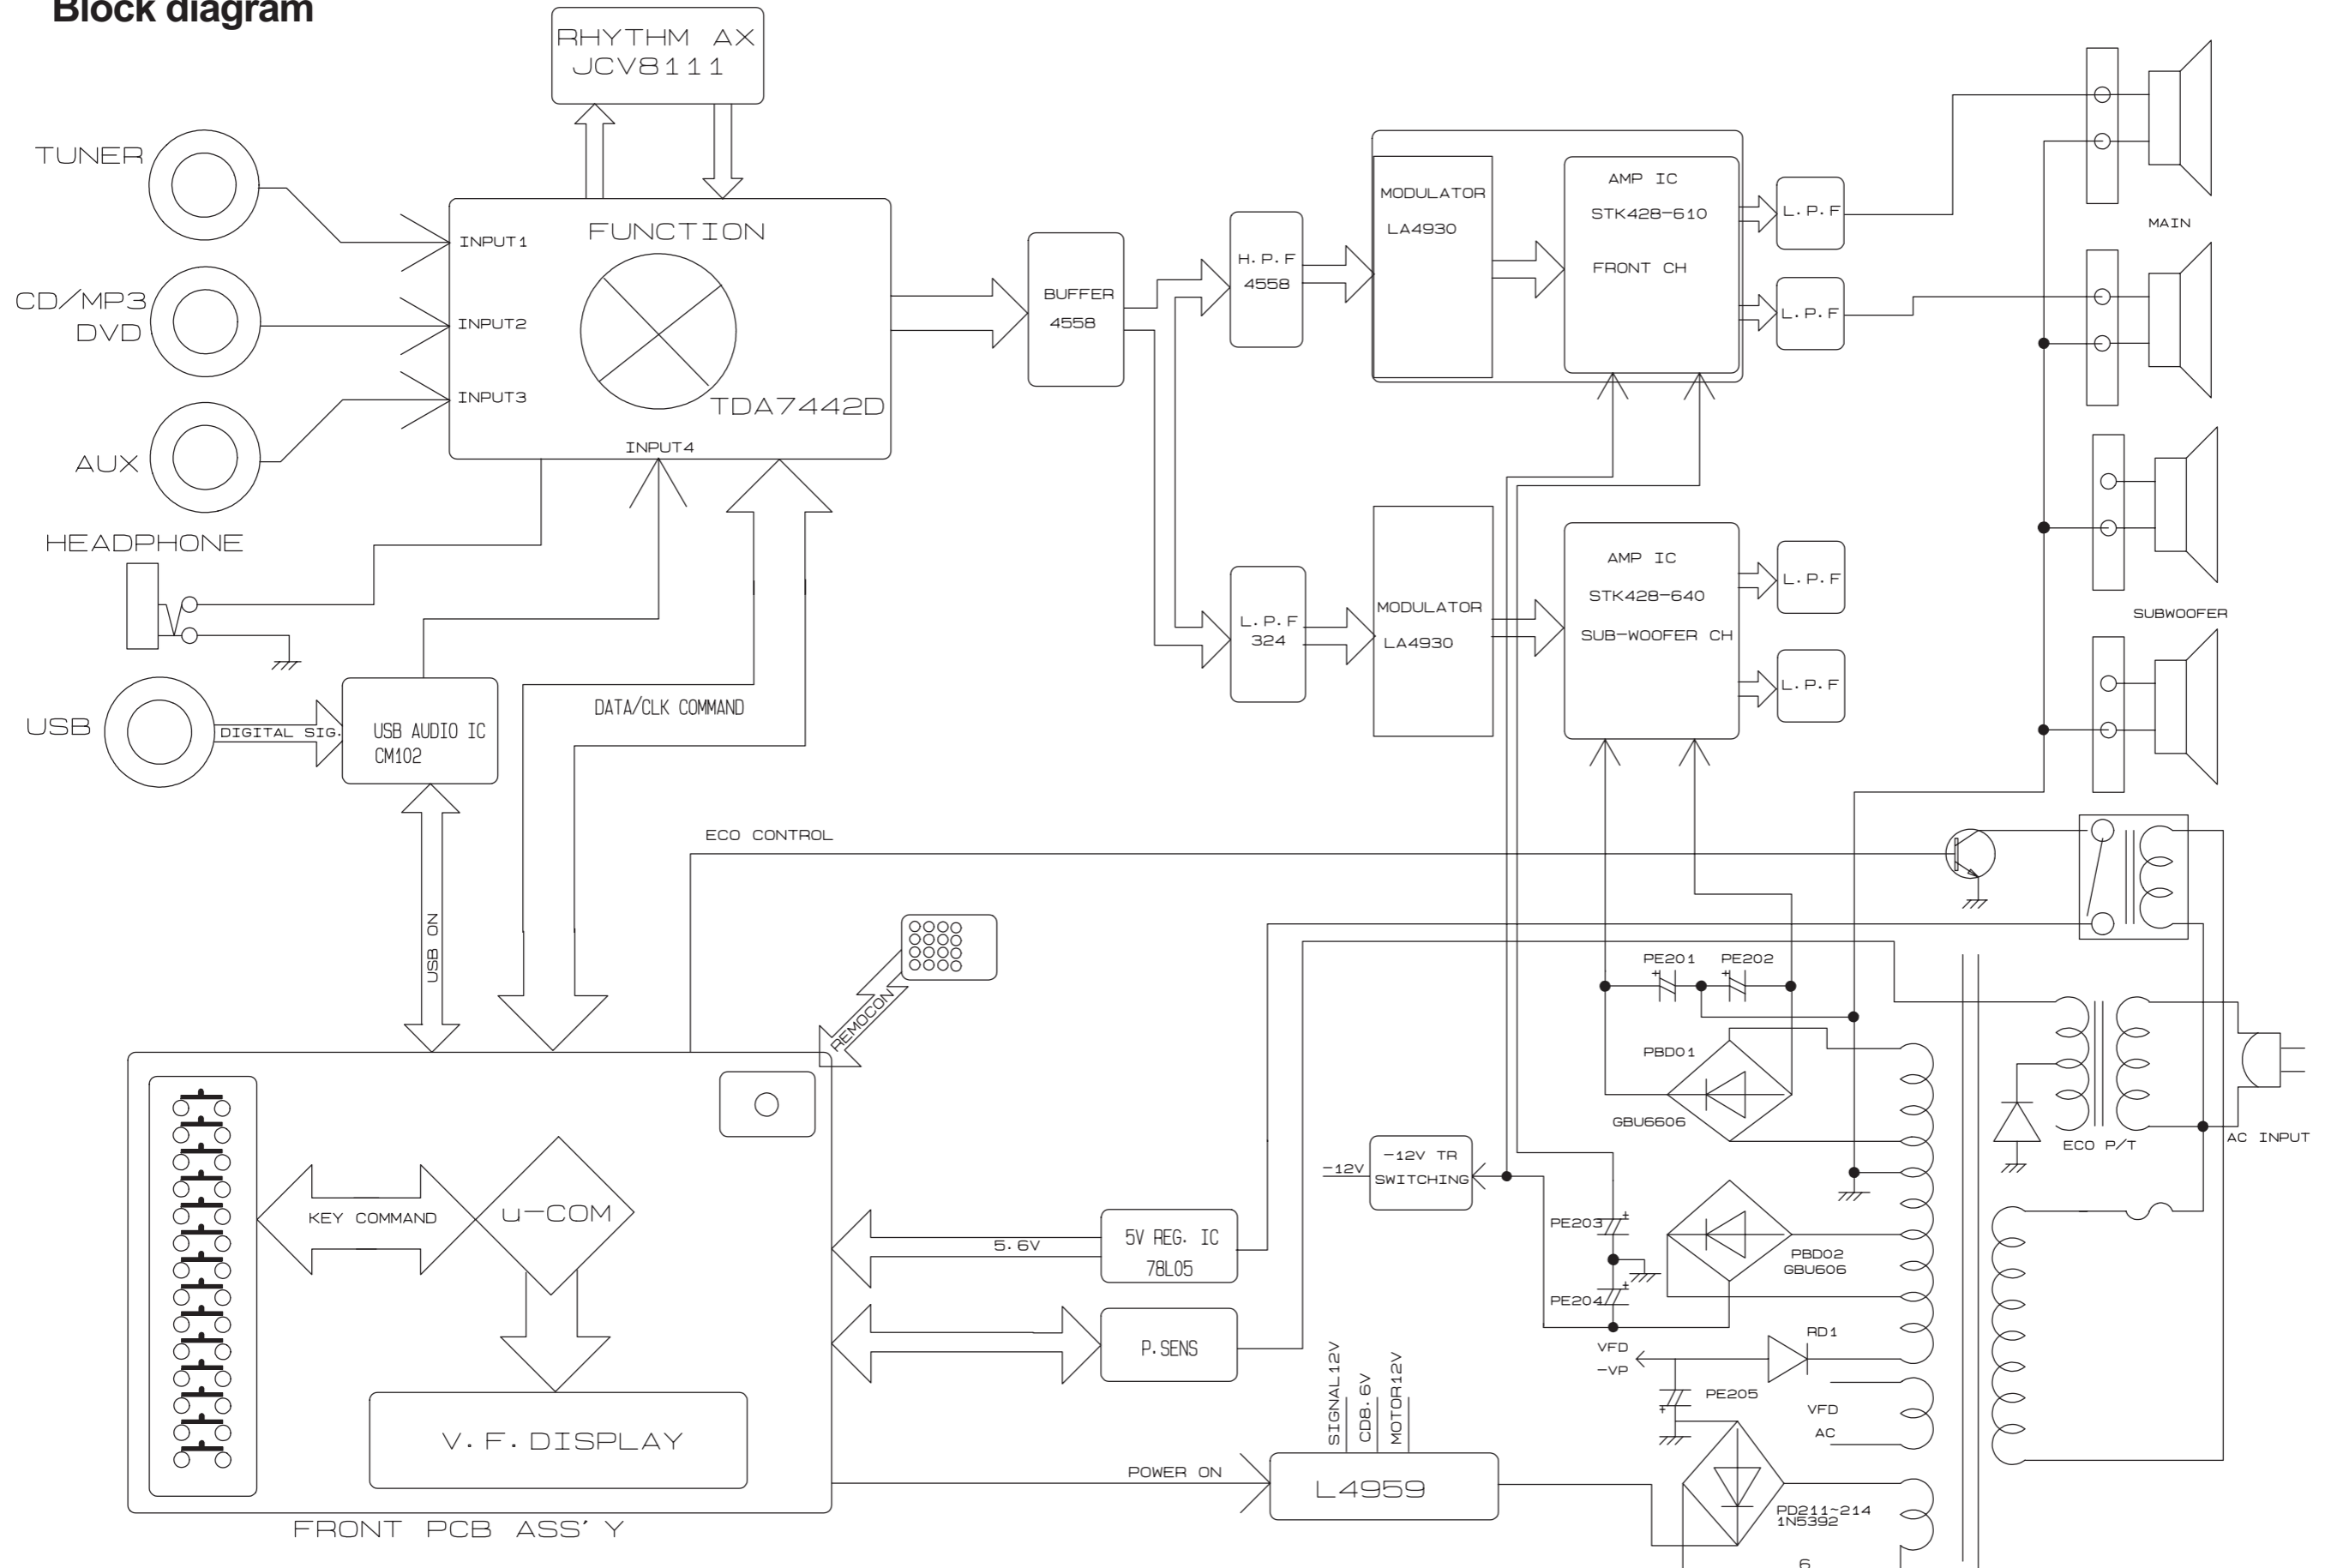 Block diagram
RHYTHM AX
JCV8111
TUNER
CD/MP3
DVD
AUX
HEADPHONE
USB
INPUT1
INPUT2
INPUT3
INPUT4
FUNCTION
TDA7442D
BUFFER
4558
H.P.F
4558
MODULATOR
LA4930
AMP IC
STK428-610
FRONT CH
L.P.F
L.P.F
MAIN
L.P.F
324
MODULATOR
LA4930
AMP IC
STK428-640
SUB-WOOFER CH
L.P.F
L.P.F
SUBWOOFER
DIGITAL SIG.
USB AUDIO IC
CM102
DATA/CLK COMMAND
USB ON
ECO CONTROL
REMOCON
PE201
PE202
PBD01
GBU6606
ECO P/T
AC INPUT
-12V
-12V TR
SWITCHING
PE203
PE204
PBD02
GBU606
KEY COMMAND
u-COM
5.6V
5V REG. IC
78L05
P.SENS
V.F.DISPLAY
FRONT PCB ASS'Y
POWER ON
SIGNAL12V
CD8.6V
MOTOR12V
L4959
VFD
-VP
RD1
PE205
VFD
AC
PD211~214
1N5392
6